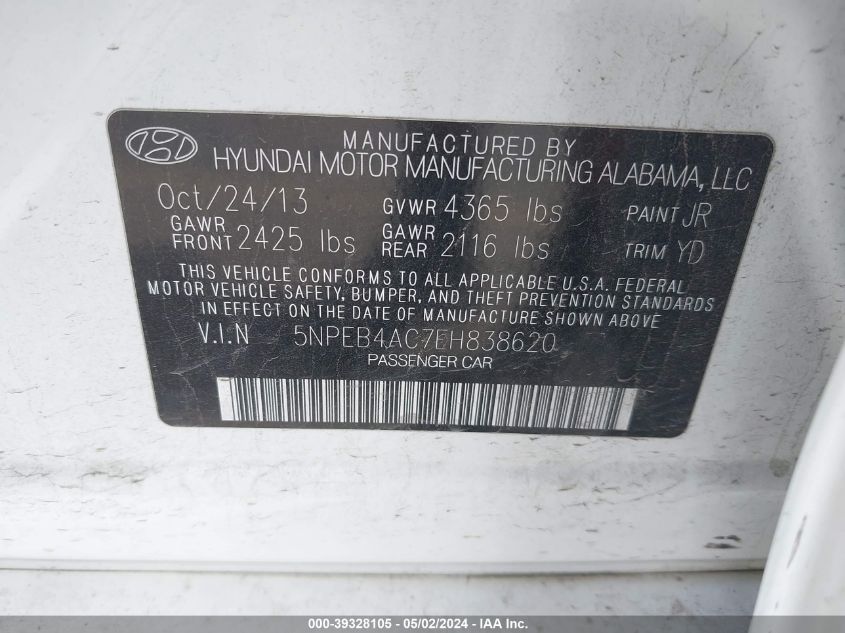 MANUFACTURED BY
HYUNDAI MOTOR MANUFACTURING ALABAMA, LLC
Oct/24/13 GVWR 4365 lbs PAINT JR
GAWR FRONT 2425 lbs GAWR REAR 2116 lbs TRIM YD
THIS VEHICLE CONFORMS TO ALL APPLICABLE U.S.A. FEDERAL
MOTOR VEHICLE SAFETY, BUMPER, AND THEFT PREVENTION STANDARDS
IN EFFECT ON THE DATE OF MANUFACTURE SHOWN ABOVE
V.I.N 5NPEB4AC7EH838620
PASSENGER CAR
000-39328105 - 05/02/2024 - IAA Inc.